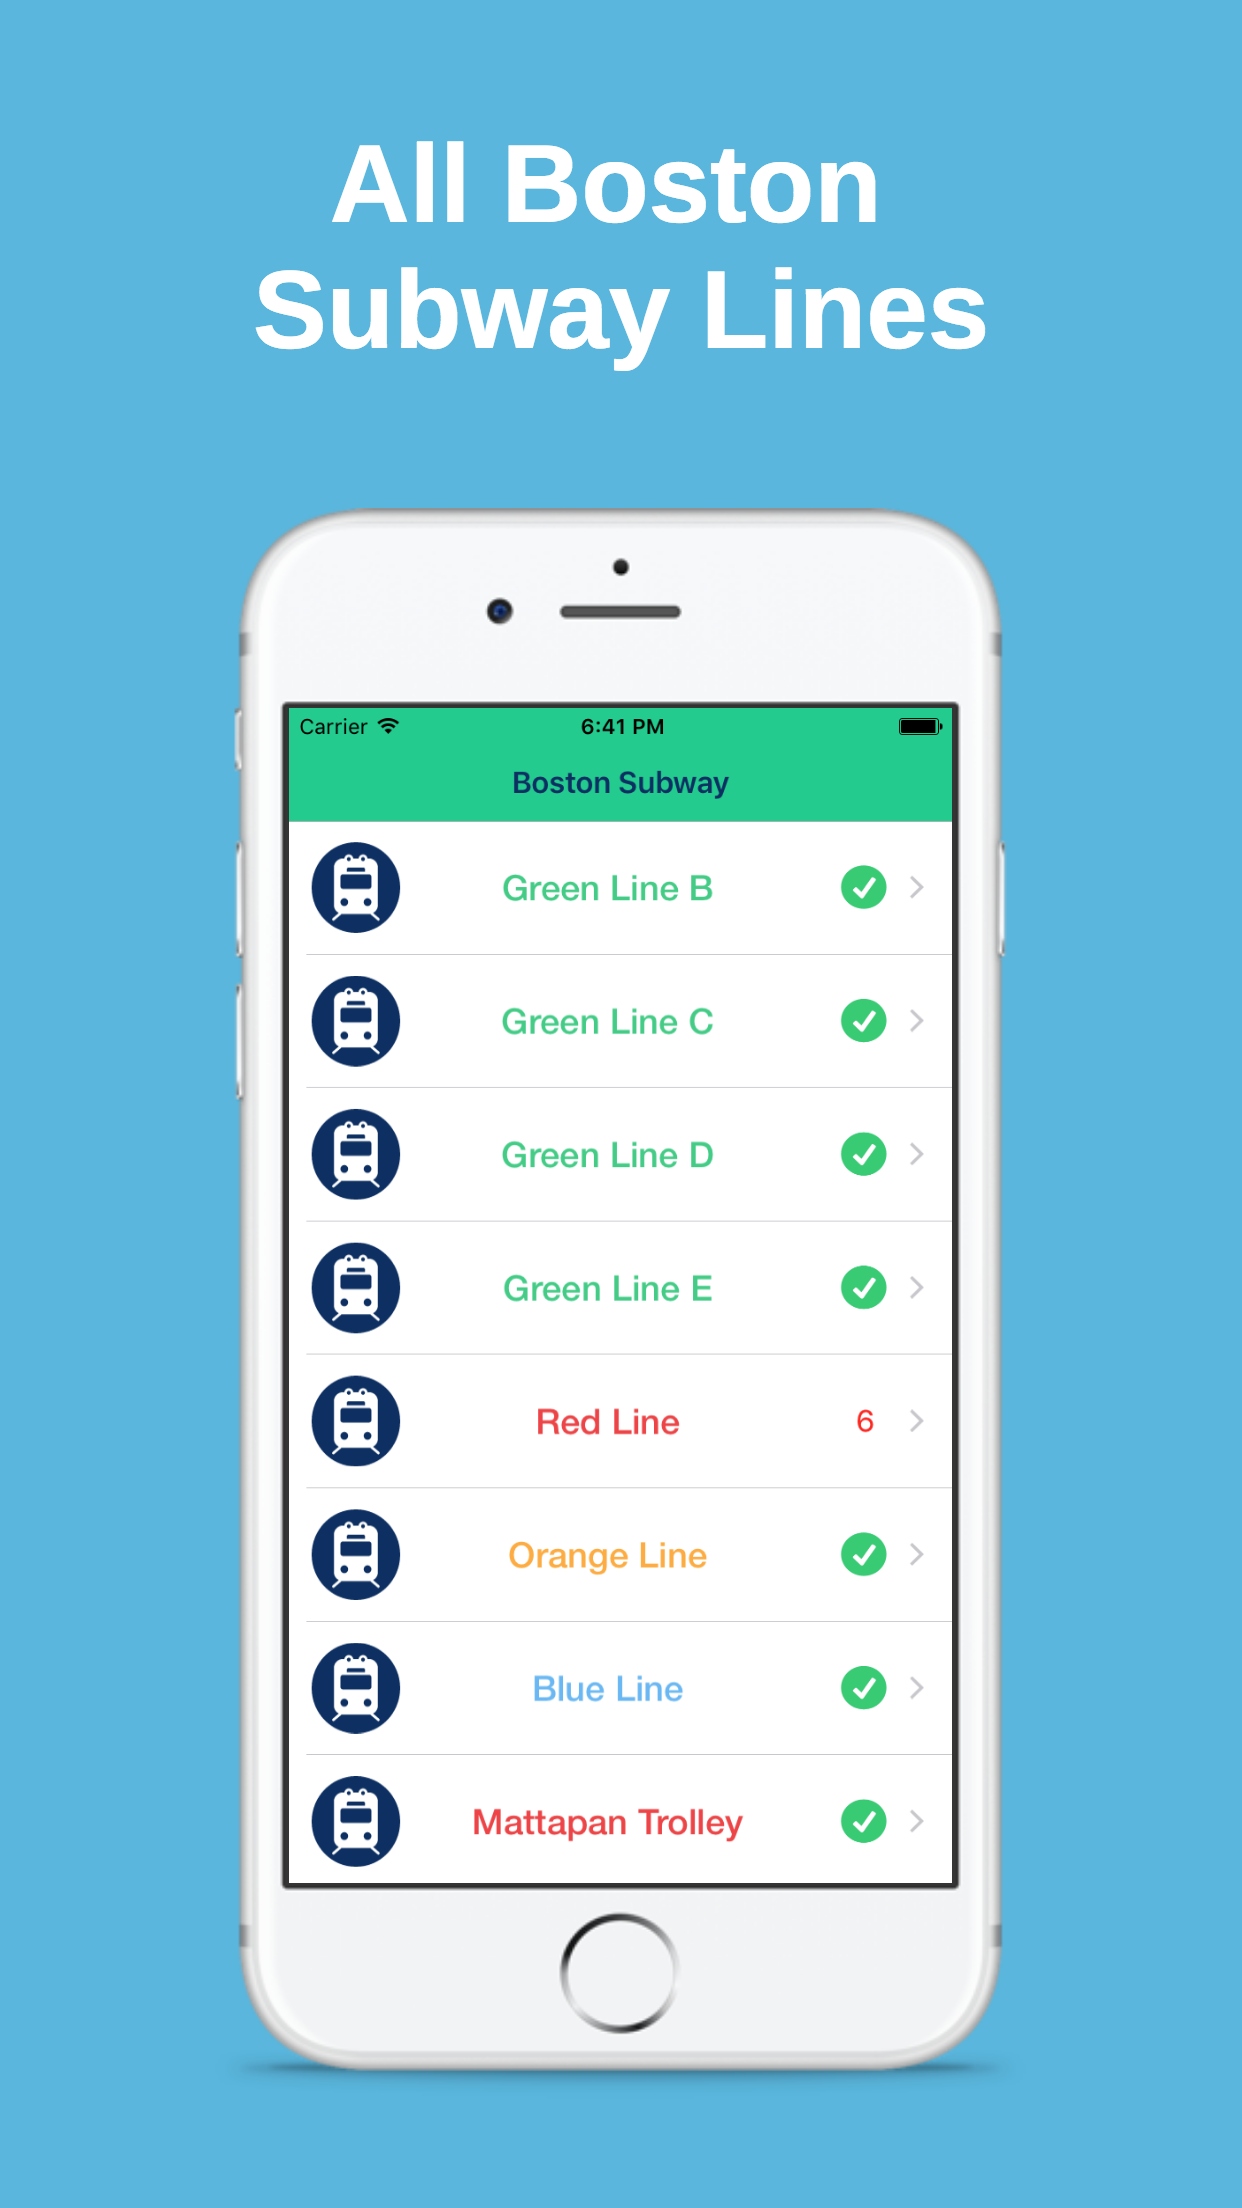 All Boston
Subway Lines
Carrier 6:41 PM
Boston Subway
Green Line B
Green Line C
Green Line D
Green Line E
Red Line 6
Orange Line
Blue Line
Mattapan Trolley